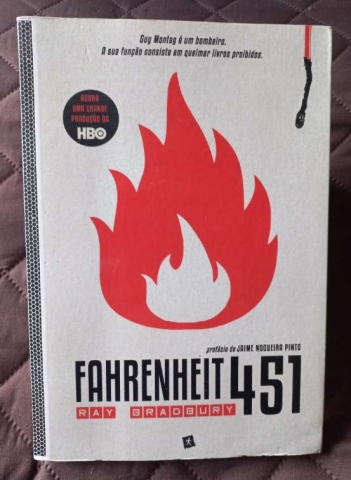 Guy Montag é um bombeiro.
A sua função consiste em queimar livros proibidos.
AGORA
UMA GRANDE
PRODUÇÃO DA
HBO
prefácio de JAIME NOGUEIRA PINTO
FAHRENHEIT 451
RAY BRADBURY